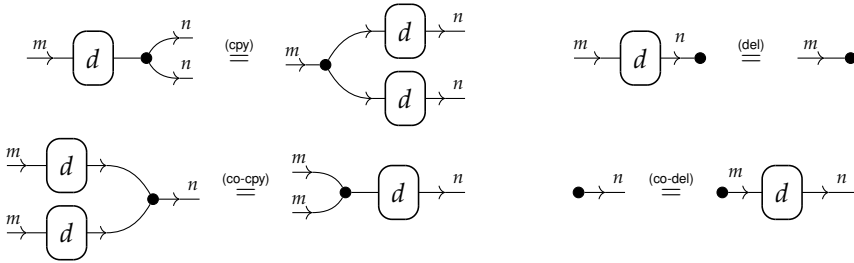 m d n n (cpy) = m d n d n
m d n (del) = m
m d m d n (co-cpy) = m m d n
n (co-del) = m d n